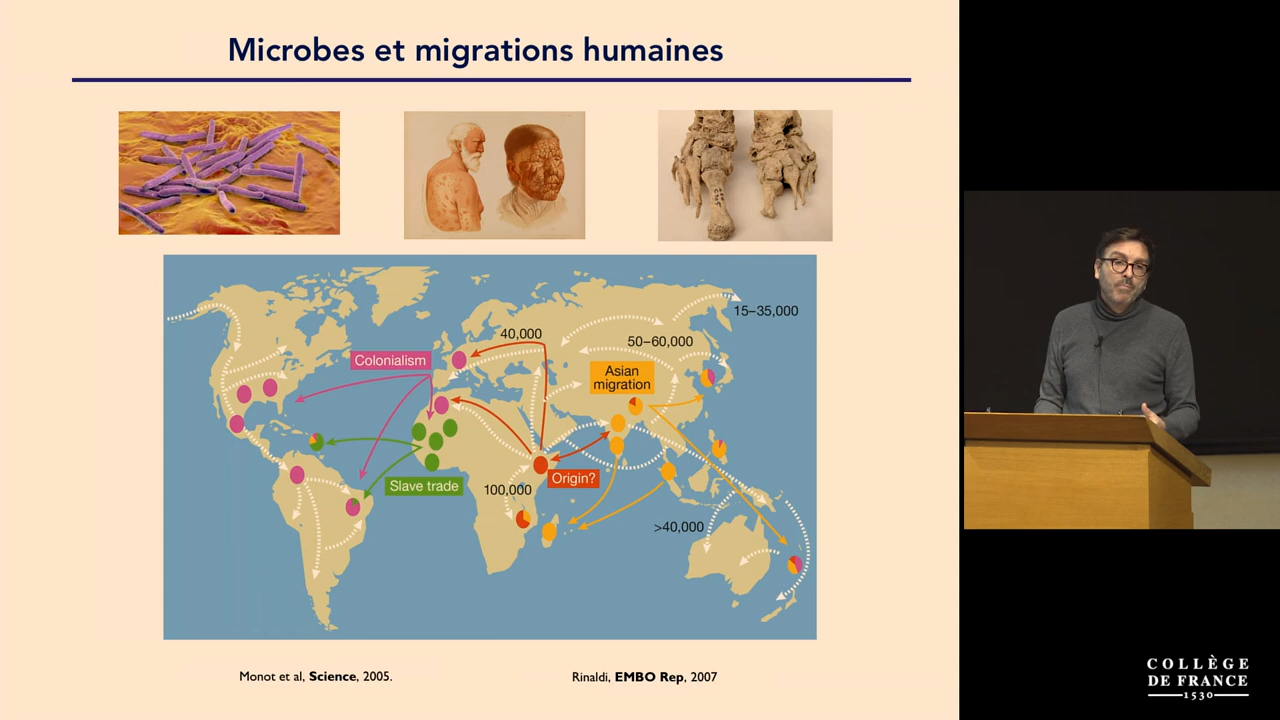 Microbes et migrations humaines
15–35,000
40,000
50–60,000
Colonialism
Asian
migration
Slave trade
100,000
Origin?
>40,000
Monot et al, Science, 2005.
Rinaldi, EMBO Rep, 2007
COLLÈGE
DE FRANCE
1530